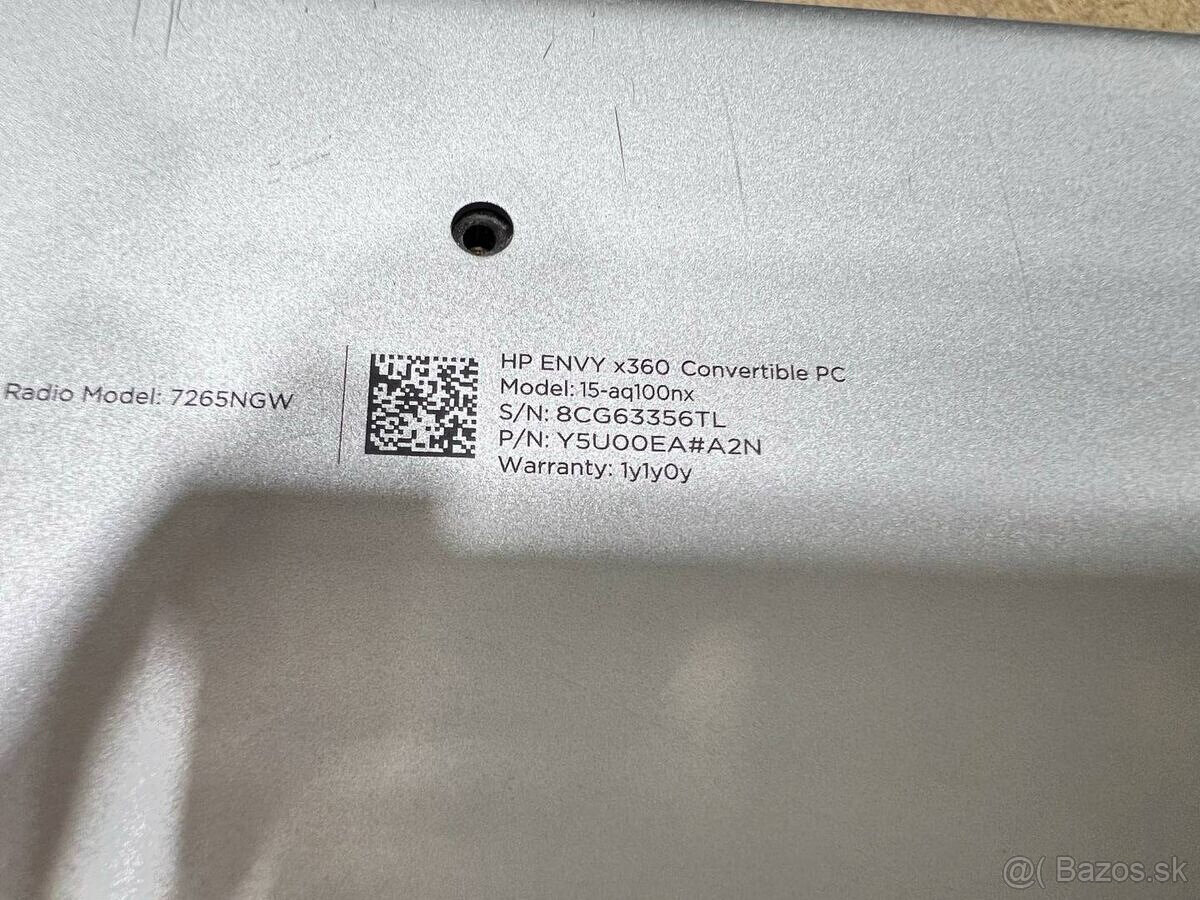 Radio Model: 7265NGW
HP ENVY x360 Convertible PC
Model: 15-aq100nx
S/N: 8CG63356TL
P/N: Y5U00EA#A2N
Warranty: 1y1y0y
@( Bazos.sk